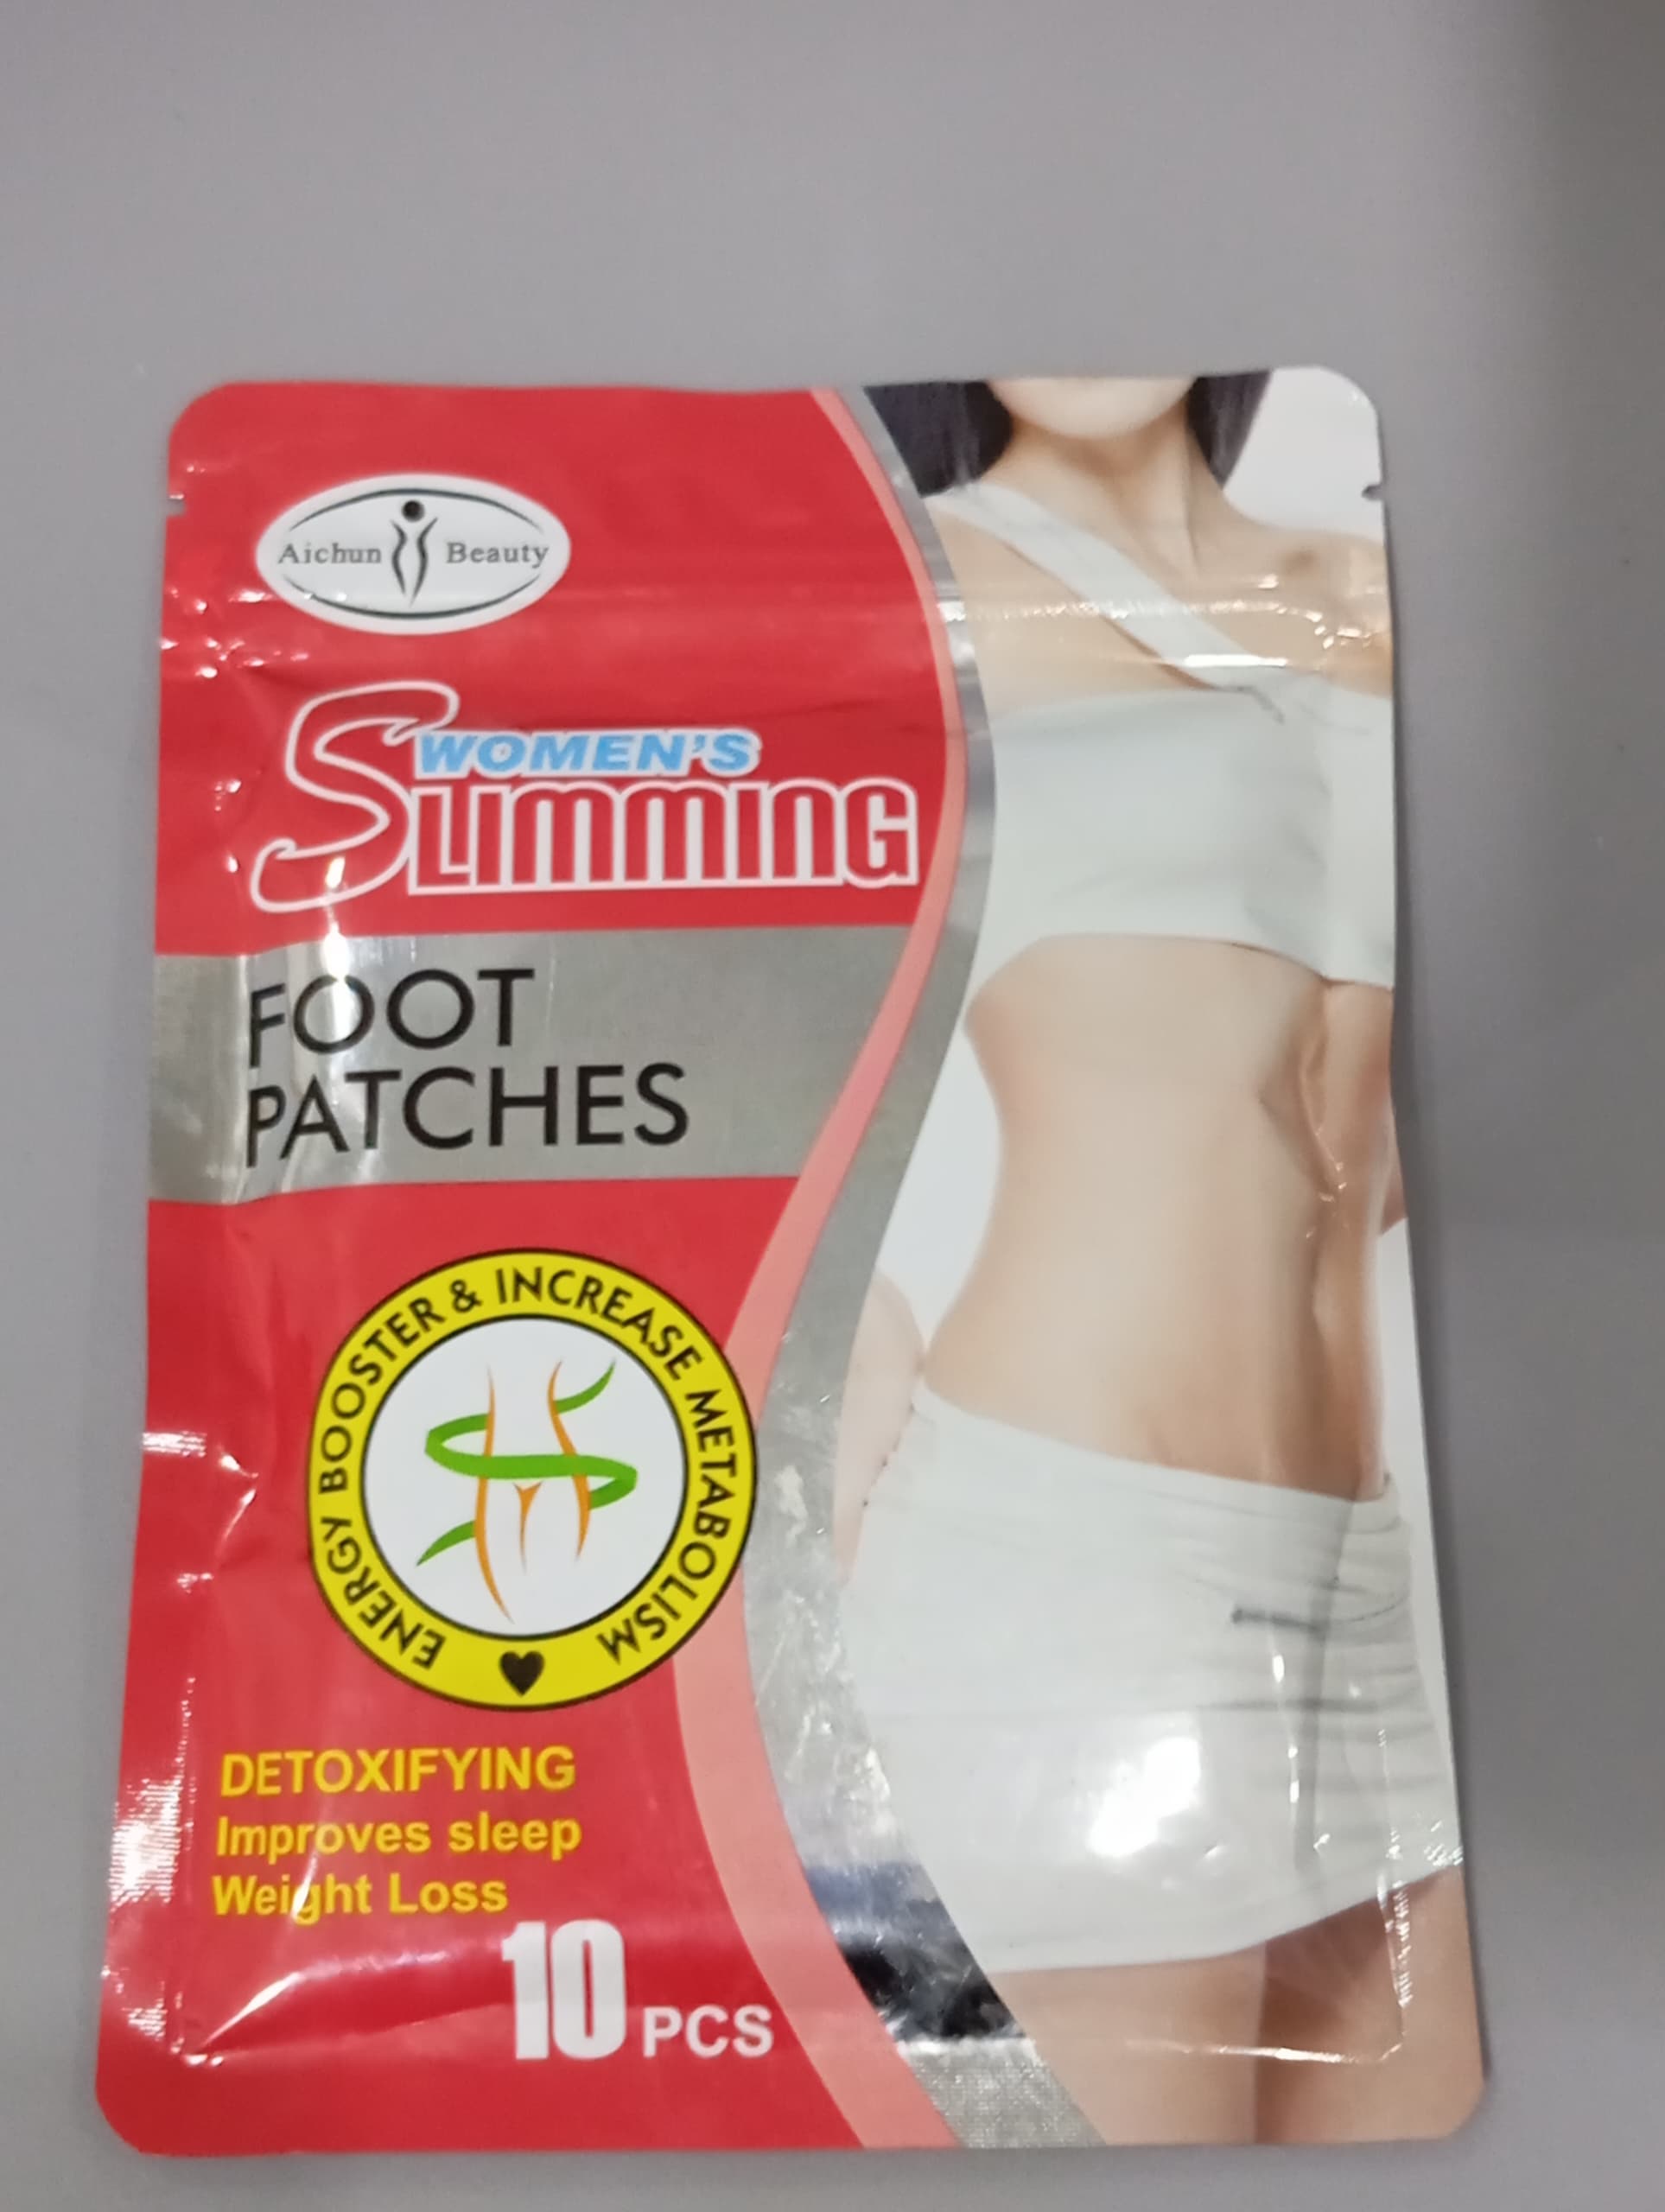 Aichun Beauty
WOMEN'S
SLIMMING
FOOT
PATCHES
ENERGY BOOSTER & INCREASE METABOLISM
DETOXIFYING
Improves sleep
Weight Loss
10 PCS